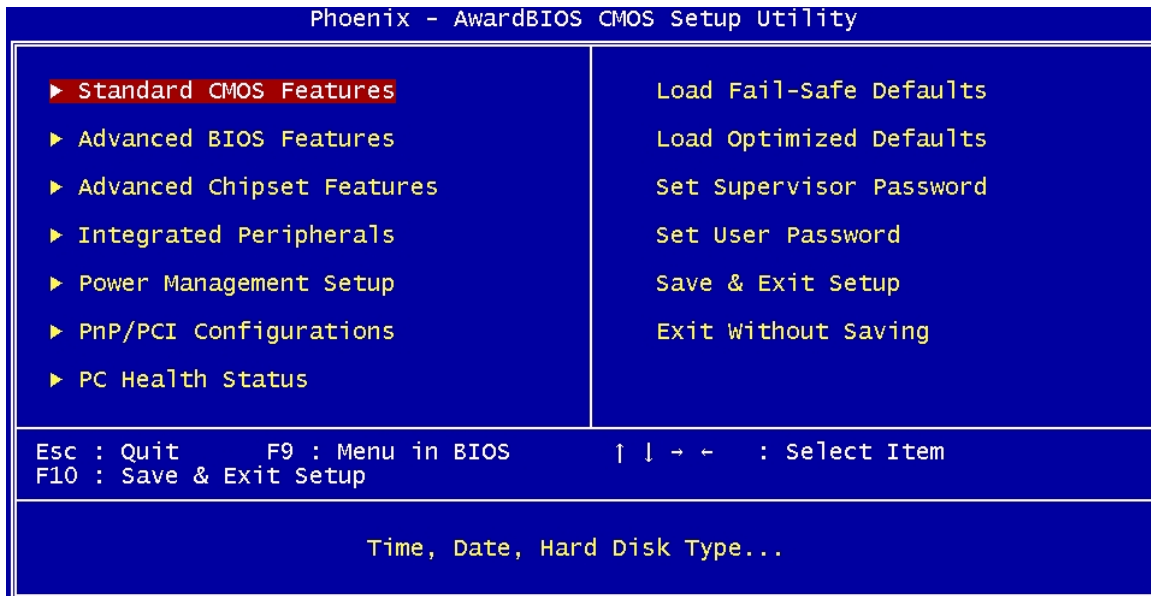 Phoenix - AwardBIOS CMOS Setup Utility
▶ Standard CMOS Features
▶ Advanced BIOS Features
▶ Advanced Chipset Features
▶ Integrated Peripherals
▶ Power Management Setup
▶ PnP/PCI Configurations
▶ PC Health Status
Load Fail-Safe Defaults
Load Optimized Defaults
Set Supervisor Password
Set User Password
Save & Exit Setup
Exit Without Saving
Esc : Quit F9 : Menu in BIOS ↑ ↓ → ← : Select Item
F10 : Save & Exit Setup
Time, Date, Hard Disk Type...